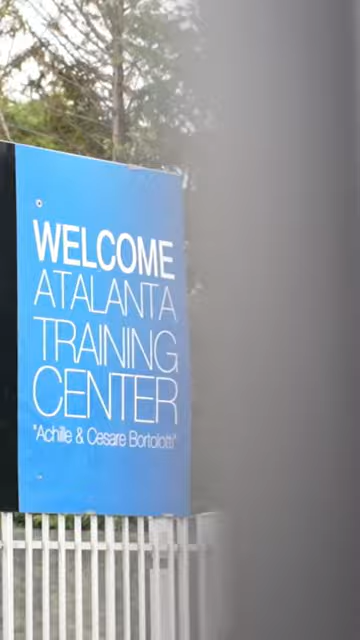 WELCOME
ATALANTA
TRAINING
CENTER
"Achille & Cesare Bortolotti"